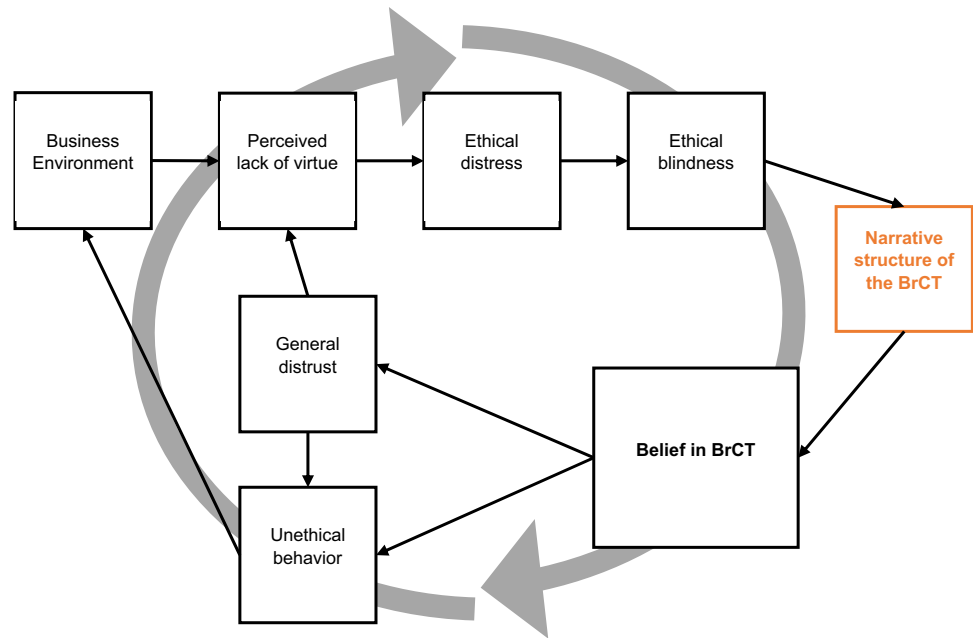 Business
Environment
Perceived
lack of virtue
Ethical
distress
Ethical
blindness
Narrative
structure of
the BrCT
General
distrust
Belief in BrCT
Unethical
behavior